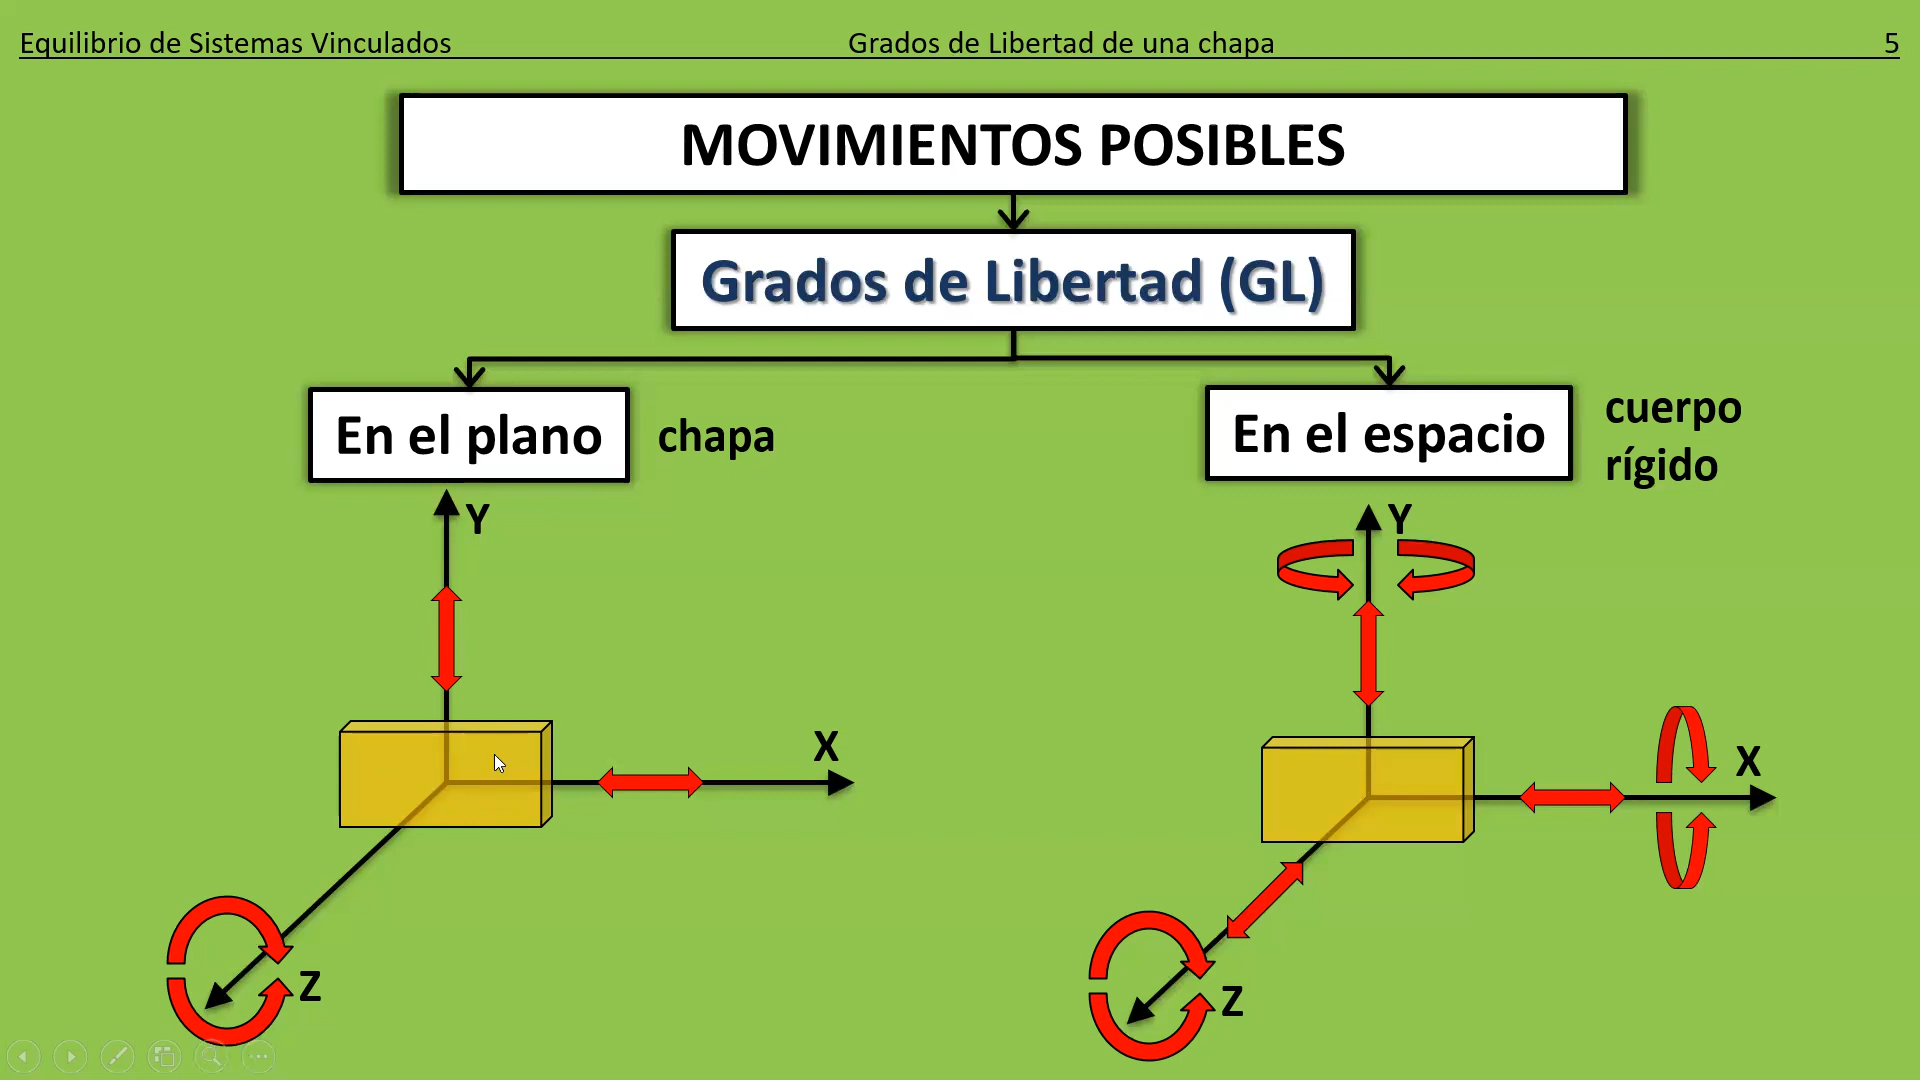 Equilibrio de Sistemas Vinculados
Grados de Libertad de una chapa
5
MOVIMIENTOS POSIBLES
Grados de Libertad (GL)
En el plano
chapa
En el espacio
cuerpo
rígido
Y
X
Z
Y
X
Z